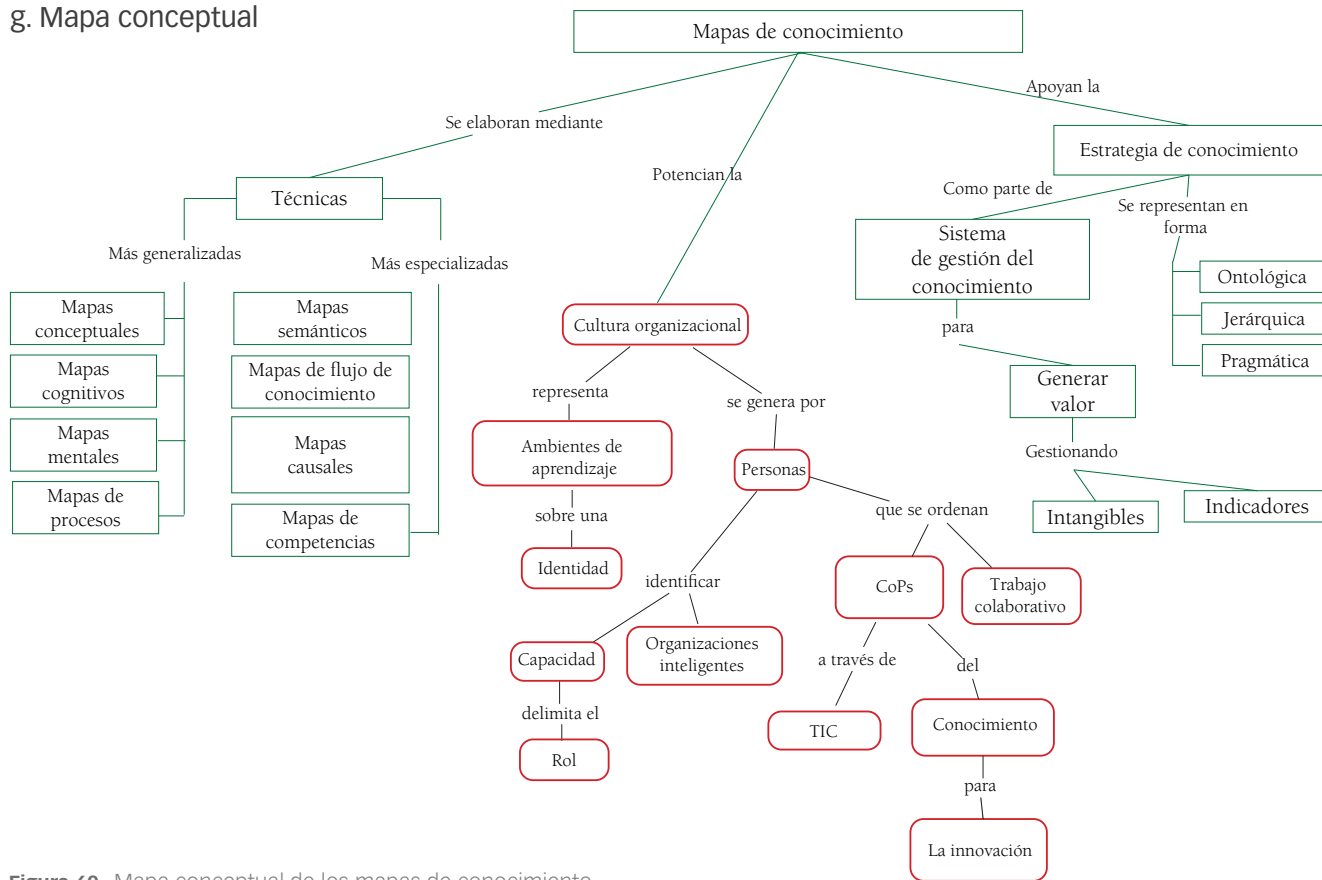 g. Mapa conceptual
Mapas de conocimiento
Apoyan la
Se elaboran mediante
Estrategia de conocimiento
Potencian la
Como parte de
Técnicas
Se representan en
forma
Sistema
de gestión del
conocimiento
Más generalizadas
Más especializadas
Ontológica
Mapas
conceptuales
Mapas
semánticos
Cultura organizacional
para
Jerárquica
Pragmática
Mapas
cognitivos
Mapas de flujo de
conocimiento
Generar
valor
representa
se genera por
Mapas
mentales
Mapas
causales
Ambientes de
aprendizaje
Personas
Gestionando
Mapas de
procesos
Mapas de
competencias
sobre una
que se ordenan
Intangibles
Indicadores
Identidad
identificar
CoPs
Trabajo
colaborativo
Capacidad
Organizaciones
inteligentes
a través de
del
delimita el
TIC
Conocimiento
Rol
para
La innovación